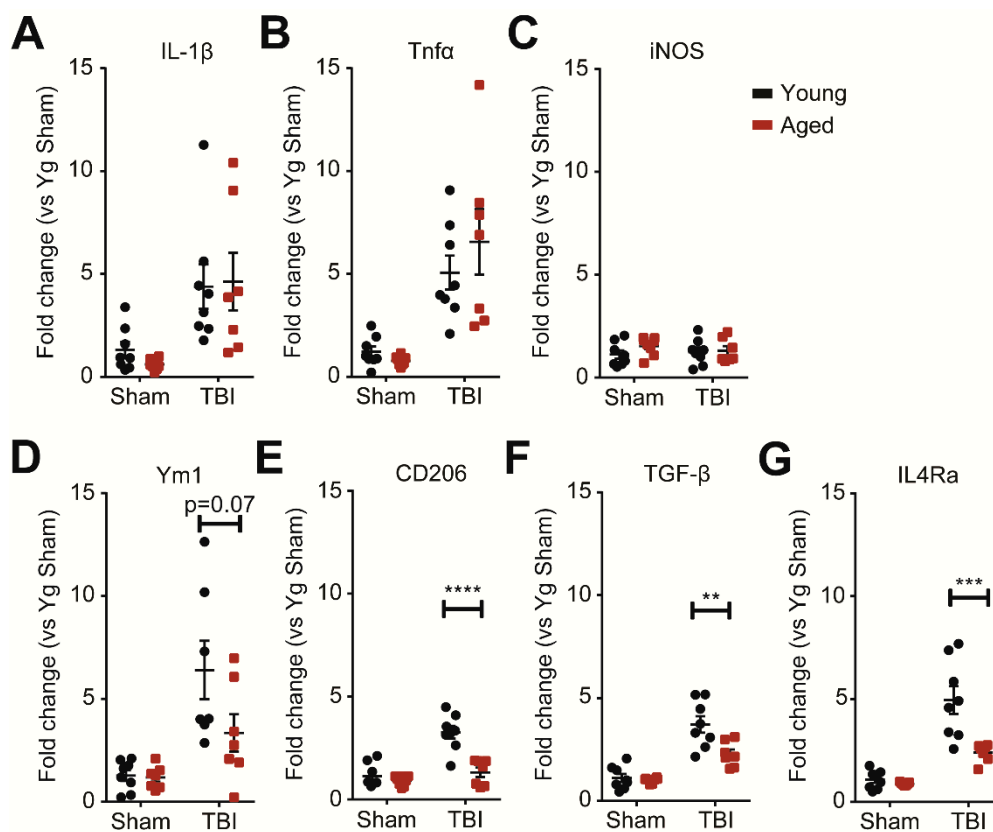 A
IL-1β
Fold change (vs Yg Sham)
15
10
5
0
Sham TBI
B
Tnfα
Fold change (vs Yg Sham)
15
10
5
0
Sham TBI
C
iNOS
Fold change (vs Yg Sham)
15
10
5
0
Sham TBI
Young
Aged
D
Ym1
Fold change (vs Yg Sham)
15
10
5
0
p=0.07
Sham TBI
E
CD206
Fold change (vs Yg Sham)
15
10
5
0
****
Sham TBI
F
TGF-β
Fold change (vs Yg Sham)
15
10
5
0
**
Sham TBI
G
IL4Ra
Fold change (vs Yg Sham)
15
10
5
0
***
Sham TBI